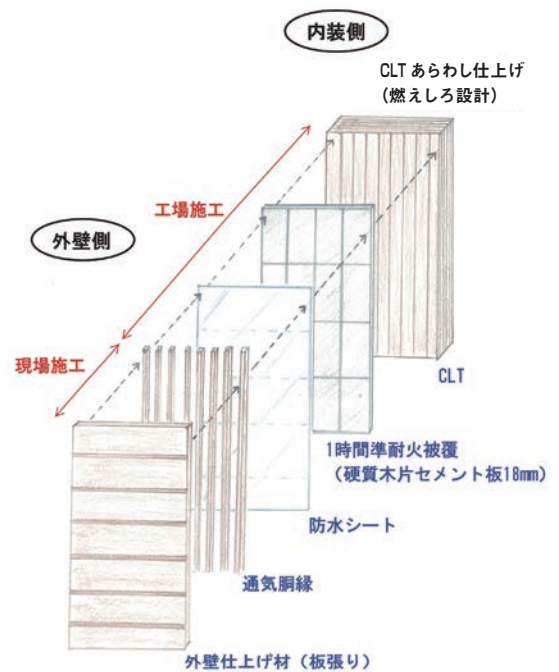 内装側
CLT あらわし仕上げ
（燃えしろ設計）
工場施工
外壁側
現場施工
CLT
1時間準耐火被覆
（硬質木片セメント板18mm）
防水シート
通気胴縁
外壁仕上げ材（板張り）